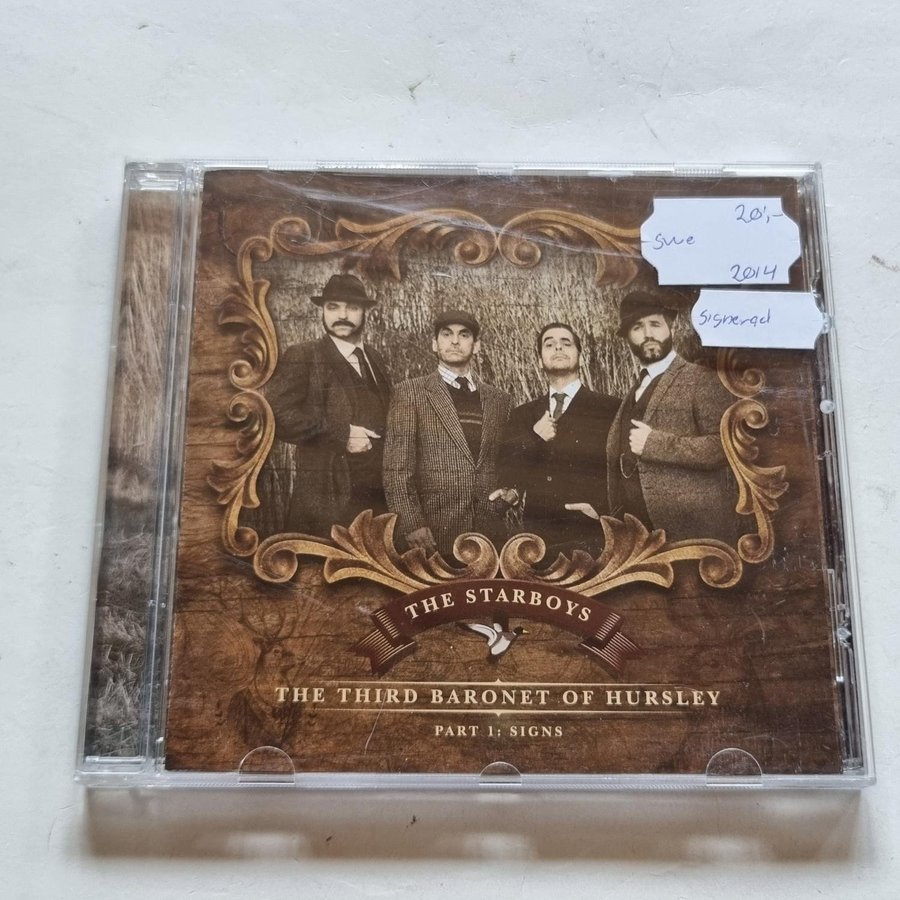 20:,-
swe
2014
signerad
THE STARBOYS
THE THIRD BARONET OF HURSLEY
PART 1: SIGNS